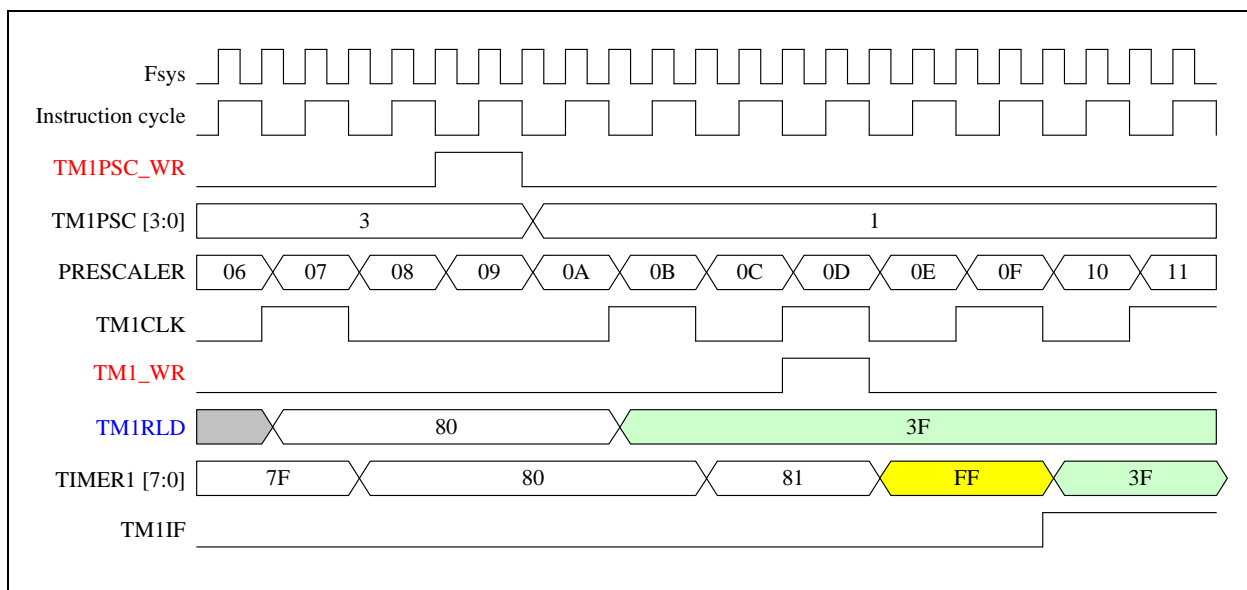 Fsys
Instruction cycle
TM1PSC_WR
TM1PSC [3:0] 3 1
PRESCALER 06 07 08 09 0A 0B 0C 0D 0E 0F 10 11
TM1CLK
TM1_WR
TM1RLD 80 3F
TIMER1 [7:0] 7F 80 81 FF 3F
TM1IF